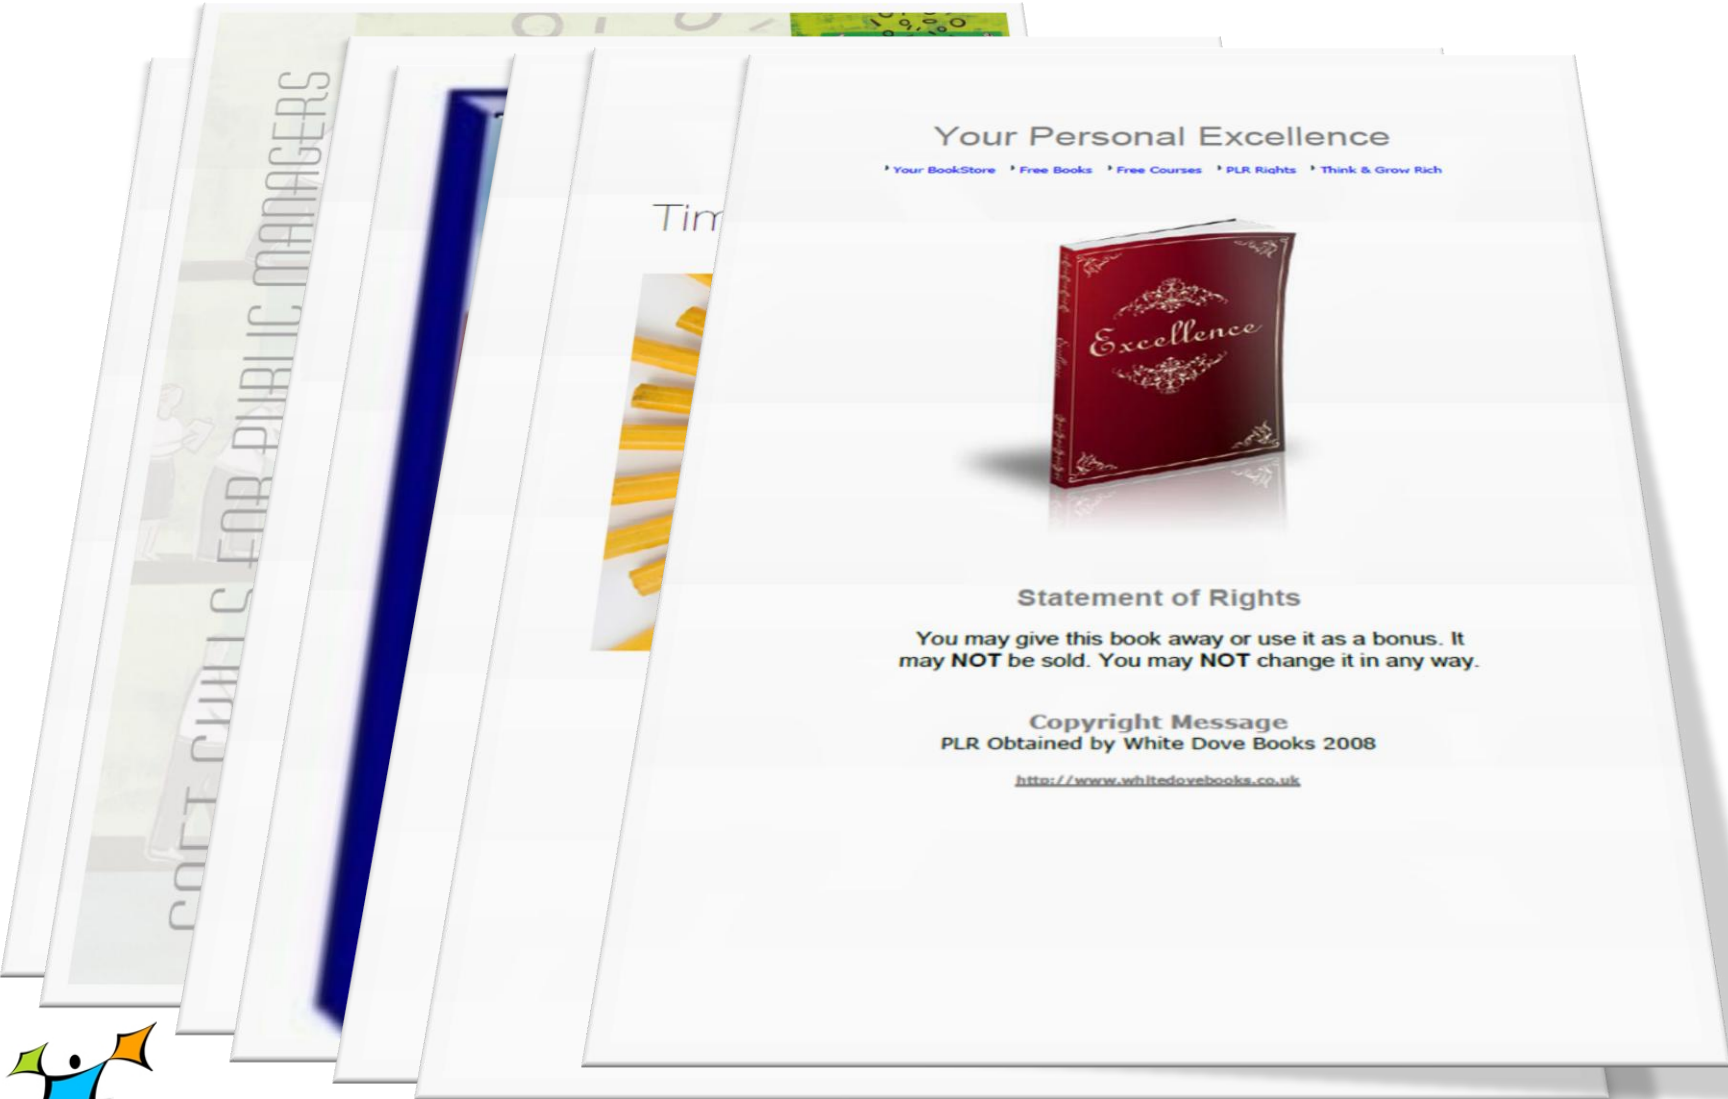 SOFT SKILLS FOR PUBLIC MANAGERS
Tim
Your Personal Excellence
Your BookStore Free Books Free Courses PLR Rights Think & Grow Rich
Excellence
Statement of Rights
You may give this book away or use it as a bonus. It
may NOT be sold. You may NOT change it in any way.
Copyright Message
PLR Obtained by White Dove Books 2008
http://www.whitedovebooks.co.uk